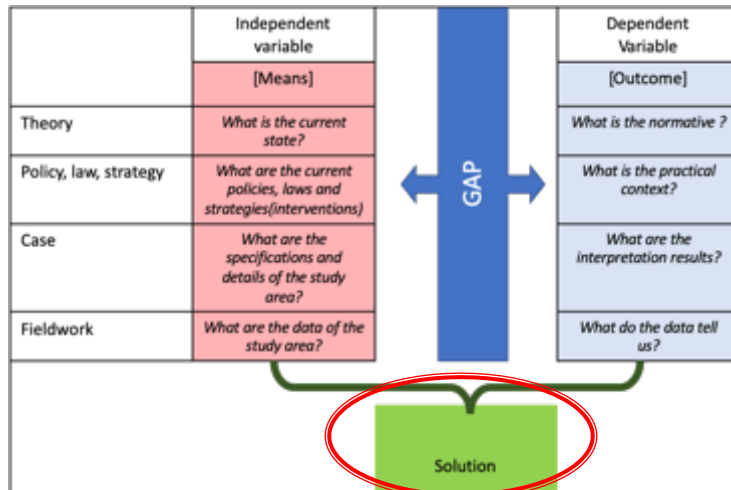 Independent
variable
Dependent
Variable
[Means]
[Outcome]
Theory
What is the current
state?
What is the normative ?
Policy, law, strategy
What are the current
policies, laws and
strategies(interventions)
What is the practical
context?
GAP
Case
What are the
specifications and
details of the study
area?
What are the
interpretation results?
Fieldwork
What are the data of the
study area?
What do the data tell
us?
Solution